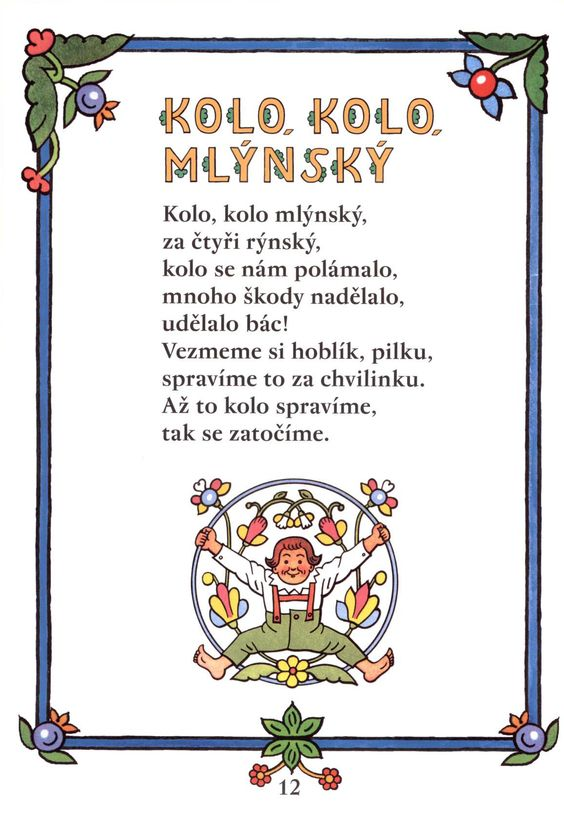 KOLO, KOLO,
MLÝNSKÝ
Kolo, kolo mlýnský,
za čtyři rýnský,
kolo se nám polámalo,
mnoho škody nadělalo,
udělalo bác!
Vezmeme si hoblík, pilku,
spravíme to za chvilinku.
Až to kolo spravíme,
tak se zatočíme.
12